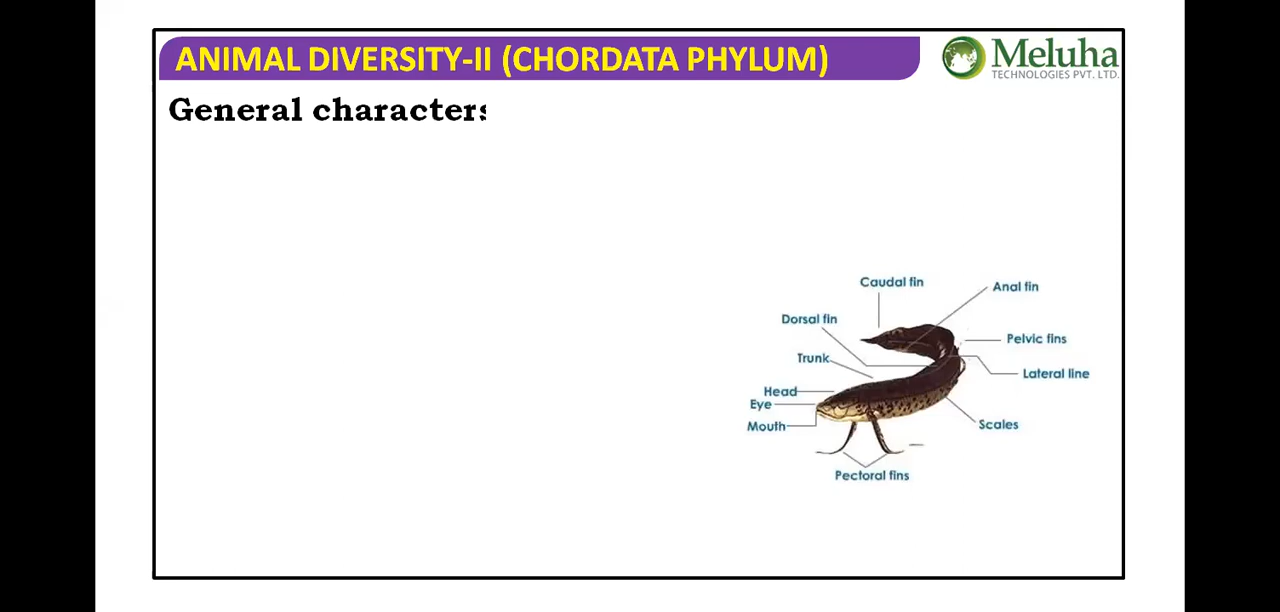 ANIMAL DIVERSITY-II (CHORDATA PHYLUM)
Meluha
TECHNOLOGIES PVT. LTD.
General characters
Caudal fin
Anal fin
Dorsal fin
Pelvic fins
Trunk
Lateral line
Head
Eye
Mouth
Scales
Pectoral fins